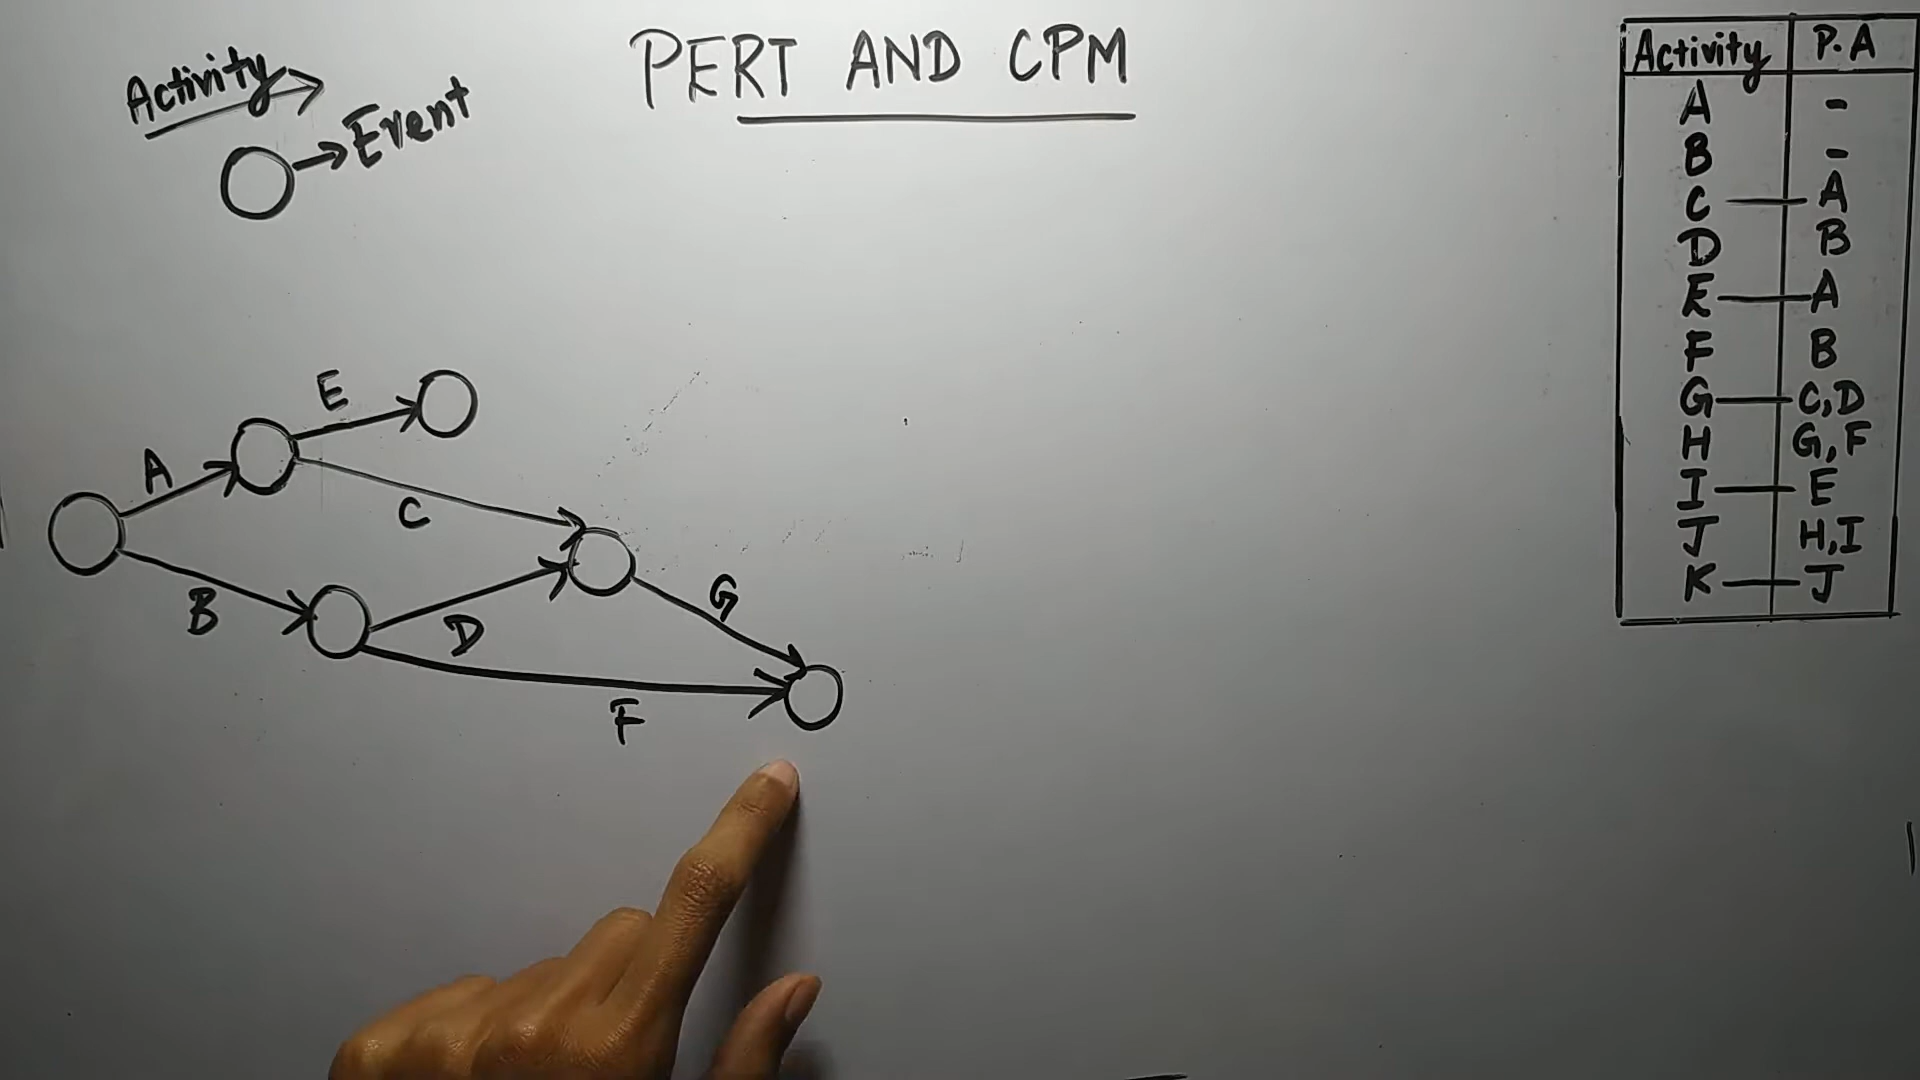 PERT AND CPM
Activity
Event
Activity P.A
A -
B -
C A
D B
E A
F B
G C,D
H G,F
I E
J H,I
K J
E
A
C
B
D
G
F